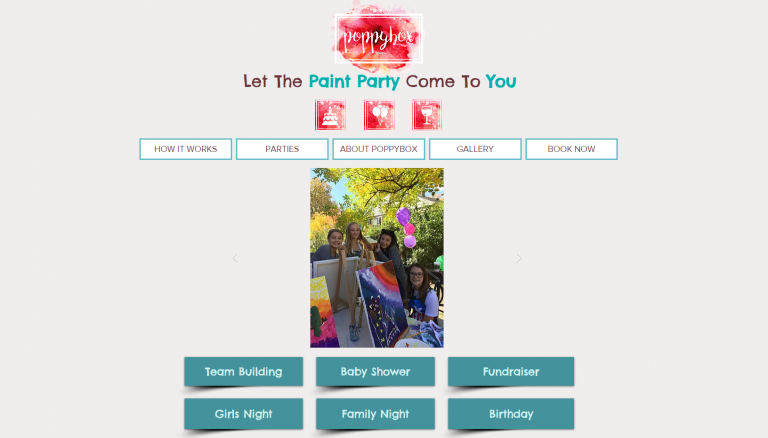 poppybox
Let The Paint Party Come To You
HOW IT WORKS
PARTIES
ABOUT POPPYBOX
GALLERY
BOOK NOW
Team Building
Baby Shower
Fundraiser
Girls Night
Family Night
Birthday